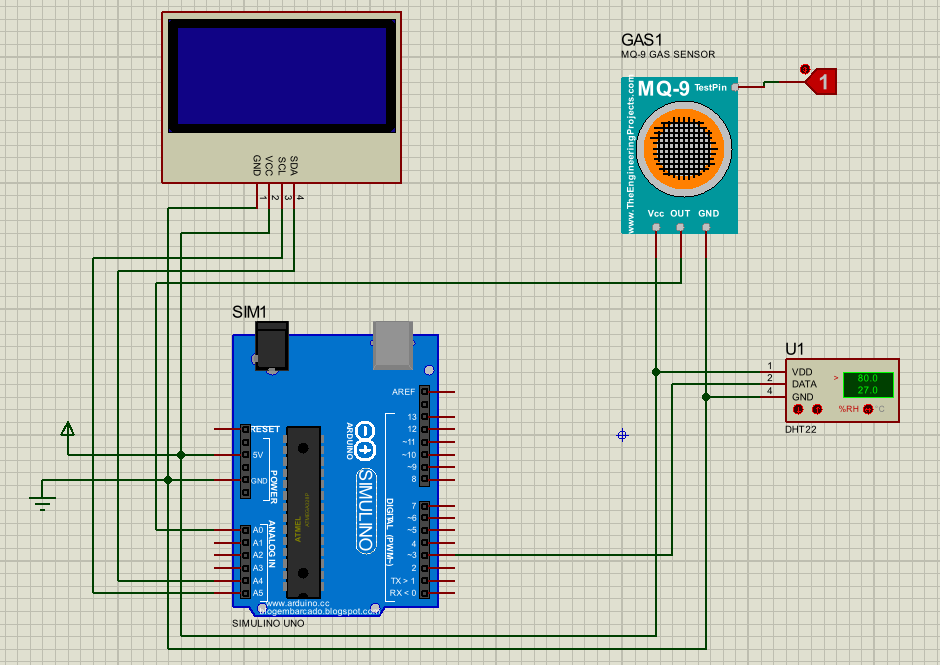 GND
VCC
SCL
SDA
1
2
3
4
GAS1
MQ-9 GAS SENSOR
MQ-9 TestPin
1
www.TheEngineeringProjects.com
Vcc OUT GND
SIM1
AREF
13
12
~11
~10
~9
8
7
~6
~5
4
~3
2
TX > 1
RX < 0
DIGITAL (PWM~)
ARDUINO
SIMULINO
RESET
5V
GND
POWER
A0
A1
A2
A3
A4
A5
ANALOG IN
ATMEL
www.arduino.cc
blogembarcado.blogspot.com
SIMULINO UNO
U1
1 VDD
2 DATA
4 GND
> 80.0
27.0
%RH °C
DHT22